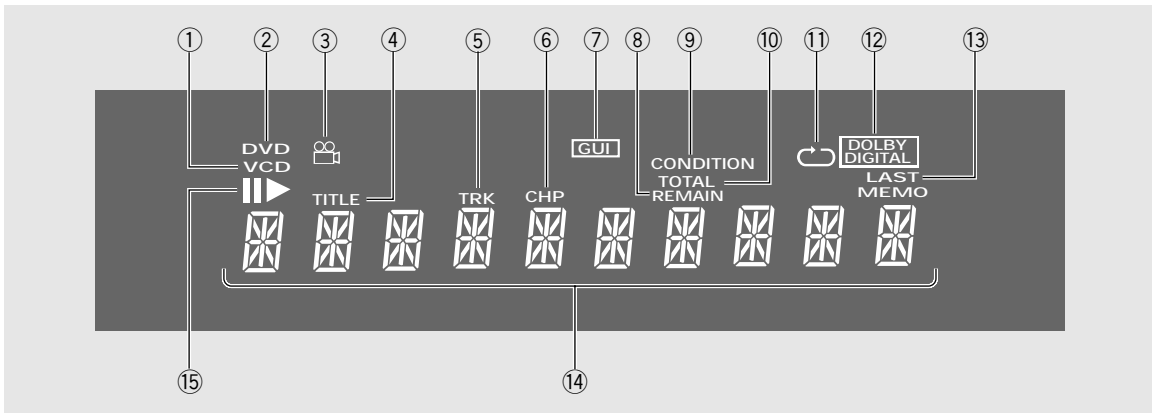 ① ② ③ ④ ⑤ ⑥ ⑦ ⑧ ⑨ ⑩ ⑪ ⑫ ⑬
DVD
VCD
TITLE
TRK
CHP
GUI
CONDITION
TOTAL
REMAIN
DOLBY
DIGITAL
LAST
MEMO
⑮ ⑭